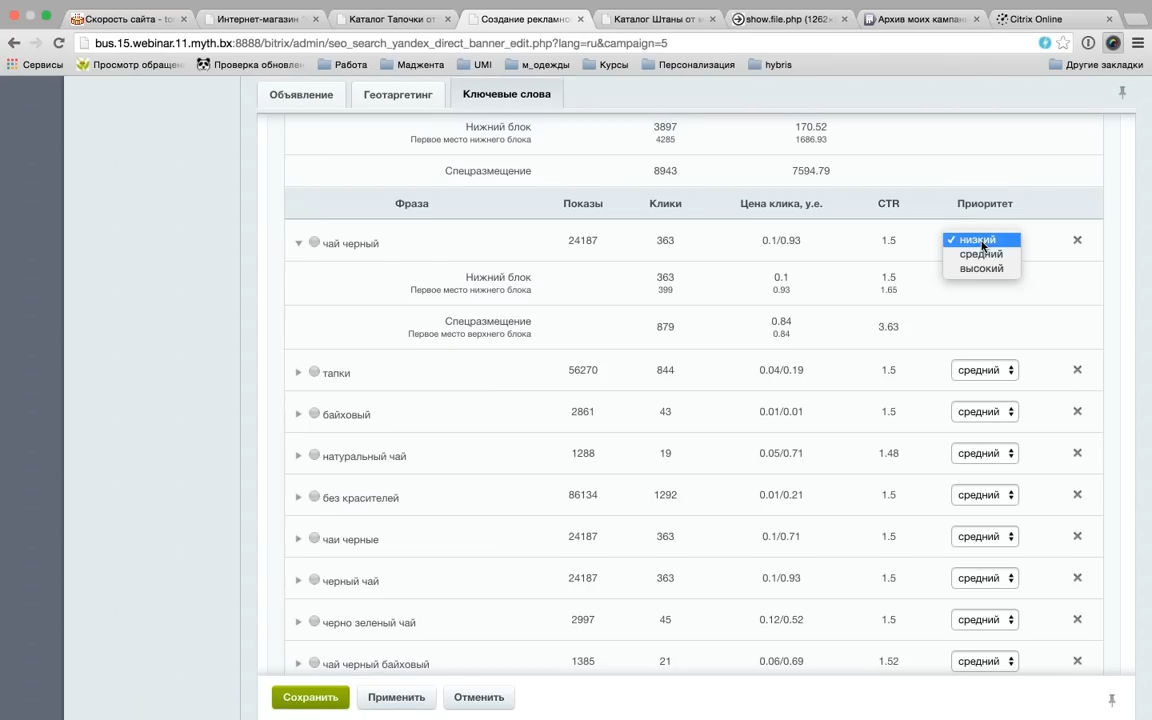 Скорость сайта - то
Интернет-магазин
Каталог Тапочки от
Создание рекламно
Каталог Штаны от м
show.file.php (1262×
Архив моих кампан
Citrix Online
bus.15.webinar.11.myth.bx:8888/bitrix/admin/seo_search_yandex_direct_banner_edit.php?lang=ru&campaign=5
Сервисы
Просмотр обращен
Проверка обновлен
Работа
Маджента
UMI
м_одежды
Курсы
Персонализация
hybris
Другие закладки
Объявление
Геотаргетинг
Ключевые слова
Нижний блок 3897 170.52
Первое место нижнего блока 4285 1686.93
Спецразмещение 8943 7594.79
Фраза Показы Клики Цена клика, у.е. CTR Приоритет
чай черный 24187 363 0.1/0.93 1.5 ✓ низкий ×
средний
высокий
Нижний блок 363 0.1 1.5
Первое место нижнего блока 399 0.93 1.65
Спецразмещение 879 0.84 3.63
Первое место верхнего блока 0.84
тапки 56270 844 0.04/0.19 1.5 средний ×
байховый 2861 43 0.01/0.01 1.5 средний ×
натуральный чай 1288 19 0.05/0.71 1.48 средний ×
без красителей 86134 1292 0.01/0.21 1.5 средний ×
чаи черные 24187 363 0.1/0.71 1.5 средний ×
черный чай 24187 363 0.1/0.93 1.5 средний ×
черно зеленый чай 2997 45 0.12/0.52 1.5 средний ×
чай черный байховый 1385 21 0.06/0.69 1.52 средний ×
Сохранить
Применить
Отменить